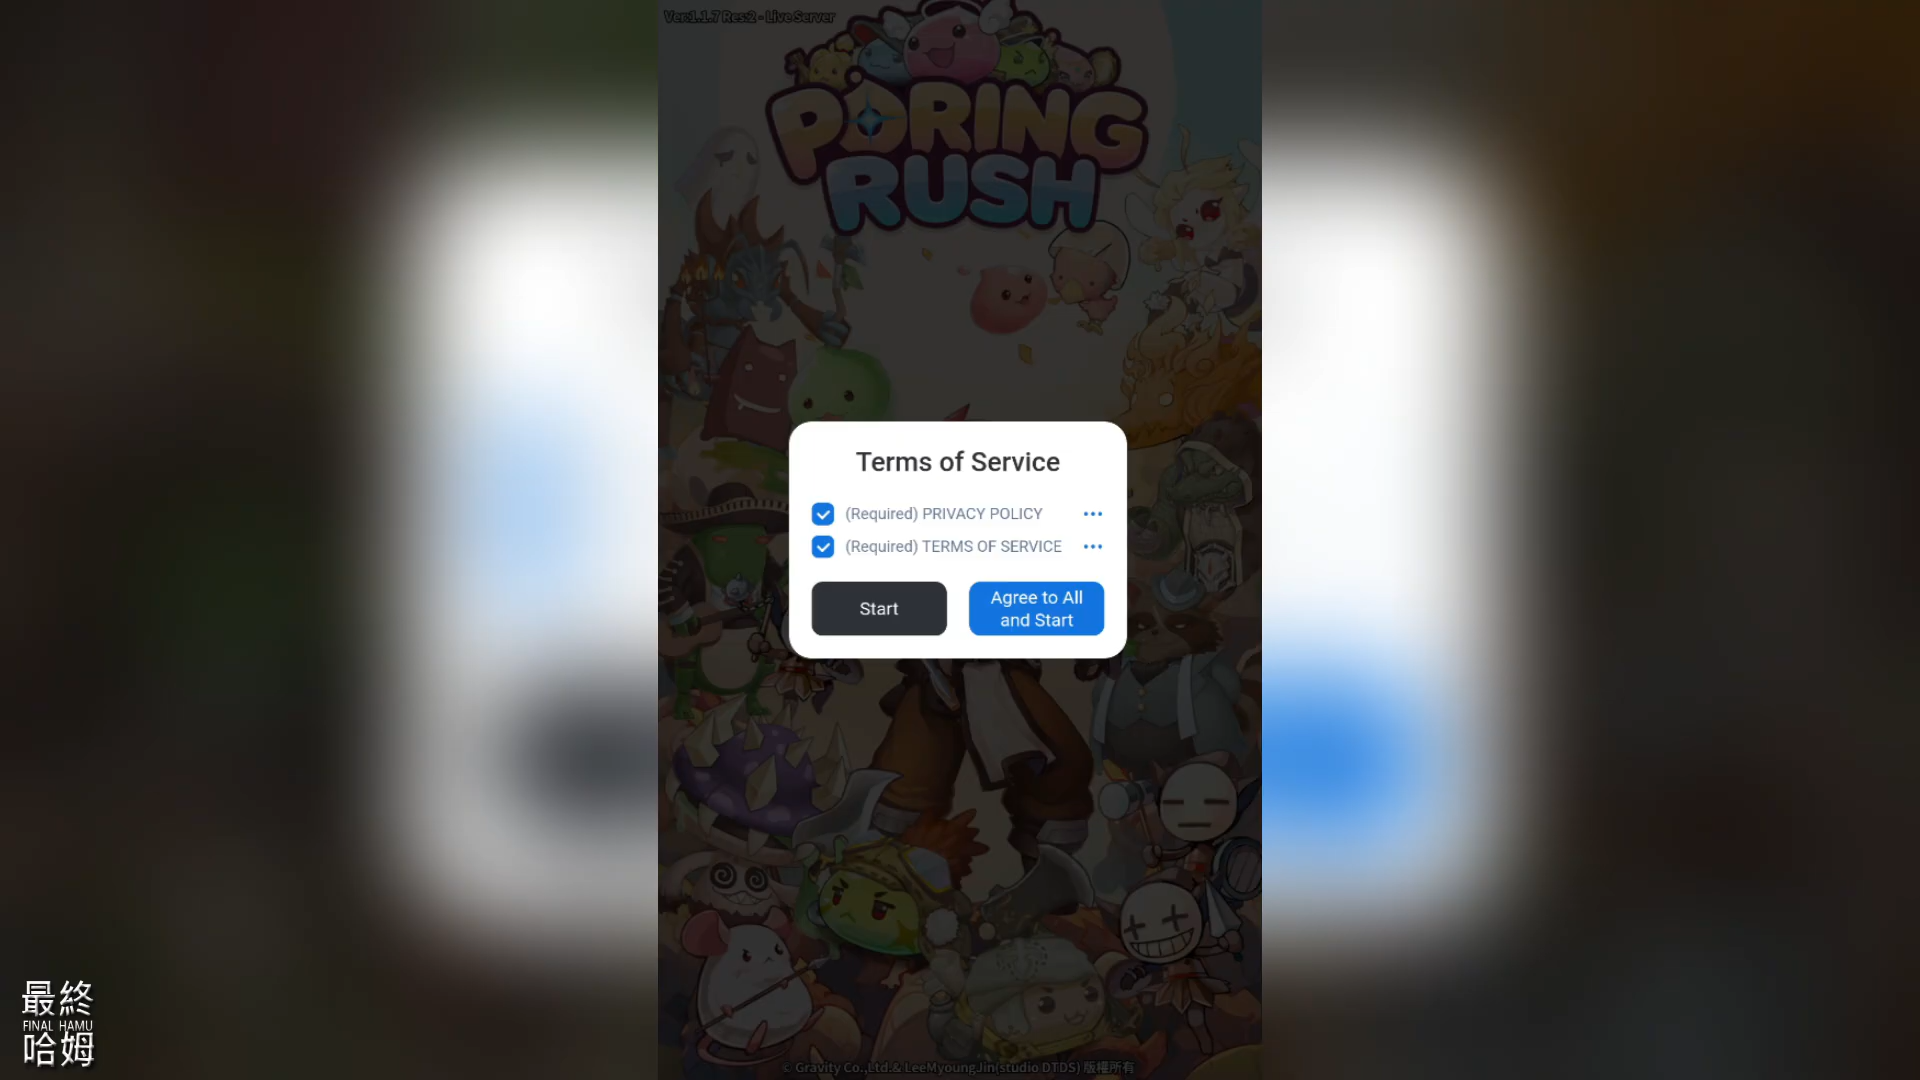 Ver:1.1.7 Res:2 - Live Server
PORING
RUSH
Terms of Service
(Required) PRIVACY POLICY
(Required) TERMS OF SERVICE
Start
Agree to All
and Start
最終
FINAL HAMU
哈姆
© Gravity Co.,Ltd.& LeeMyoungJin(studio DTDS) 版權所有